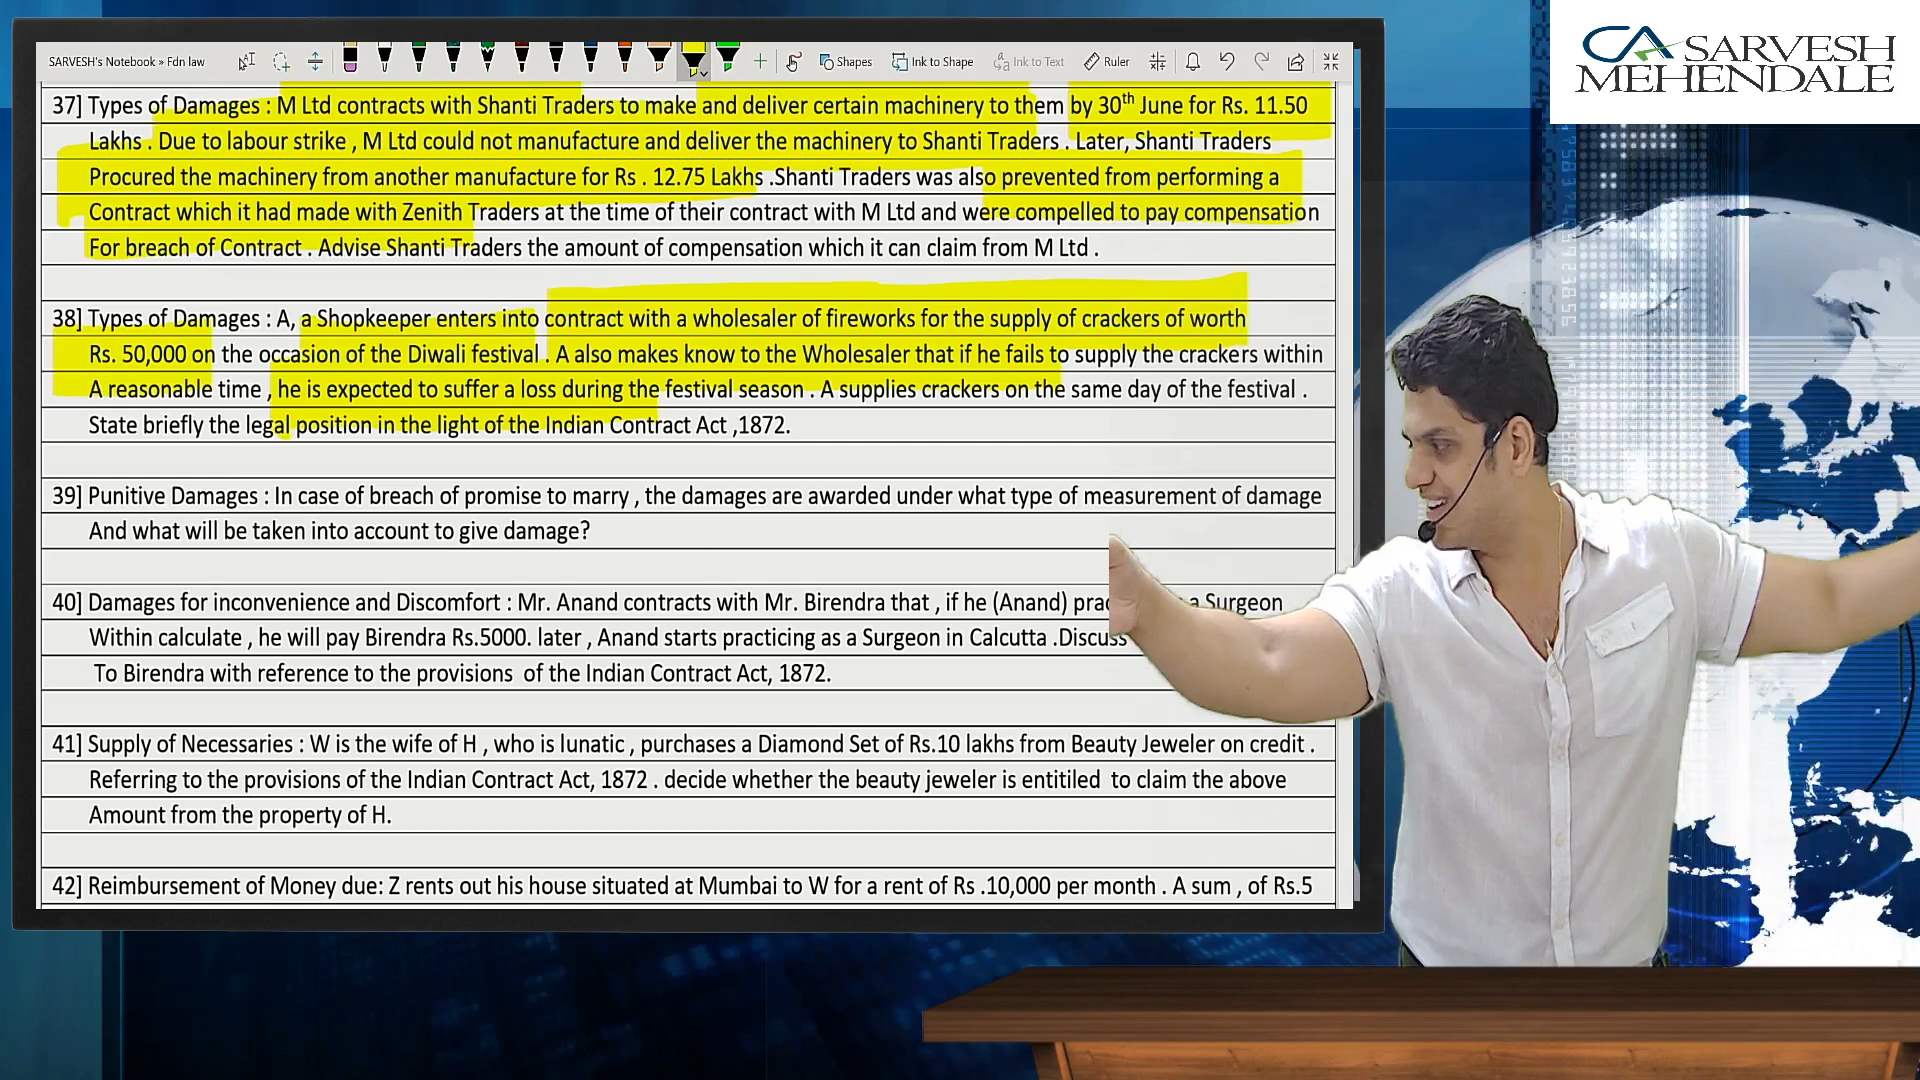 CA SARVESH
MEHENDALE
SARVESH's Notebook » Fdn law
Shapes
Ink to Shape
Ink to Text
Ruler
37] Types of Damages : M Ltd contracts with Shanti Traders to make and deliver certain machinery to them by 30th June for Rs. 11.50
Lakhs . Due to labour strike , M Ltd could not manufacture and deliver the machinery to Shanti Traders . Later, Shanti Traders
Procured the machinery from another manufacture for Rs . 12.75 Lakhs .Shanti Traders was also prevented from performing a
Contract which it had made with Zenith Traders at the time of their contract with M Ltd and were compelled to pay compensation
For breach of Contract . Advise Shanti Traders the amount of compensation which it can claim from M Ltd .
38] Types of Damages : A, a Shopkeeper enters into contract with a wholesaler of fireworks for the supply of crackers of worth
Rs. 50,000 on the occasion of the Diwali festival . A also makes know to the Wholesaler that if he fails to supply the crackers within
A reasonable time , he is expected to suffer a loss during the festival season . A supplies crackers on the same day of the festival .
State briefly the legal position in the light of the Indian Contract Act ,1872.
39] Punitive Damages : In case of breach of promise to marry , the damages are awarded under what type of measurement of damage
And what will be taken into account to give damage?
40] Damages for inconvenience and Discomfort : Mr. Anand contracts with Mr. Birendra that , if he (Anand) a Surgeon
Within calculate , he will pay Birendra Rs.5000. later , Anand starts practicing as a Surgeon in Calcutta .Discuss
To Birendra with reference to the provisions of the Indian Contract Act, 1872.
41] Supply of Necessaries : W is the wife of H , who is lunatic , purchases a Diamond Set of Rs.10 lakhs from Beauty Jeweler on credit .
Referring to the provisions of the Indian Contract Act, 1872 . decide whether the beauty jeweler is entitiled to claim the above
Amount from the property of H.
42] Reimbursement of Money due: Z rents out his house situated at Mumbai to W for a rent of Rs .10,000 per month . A sum , of Rs.5